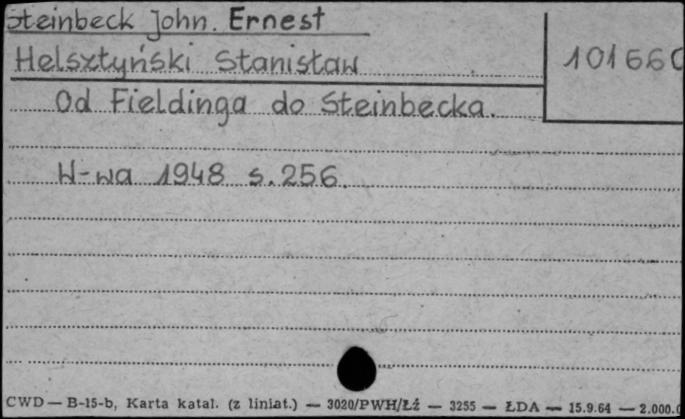 Steinbeck John. Ernest
Helsztyński Stanisław
101660
Od Fieldinga do Steinbecka.
W-wa 1948 s. 256.
CWD — B-15-b, Karta katal. (z liniat.) — 3020/PWH/Łź — 3255 — ŁDA — 15.9.64 — 2.000.0